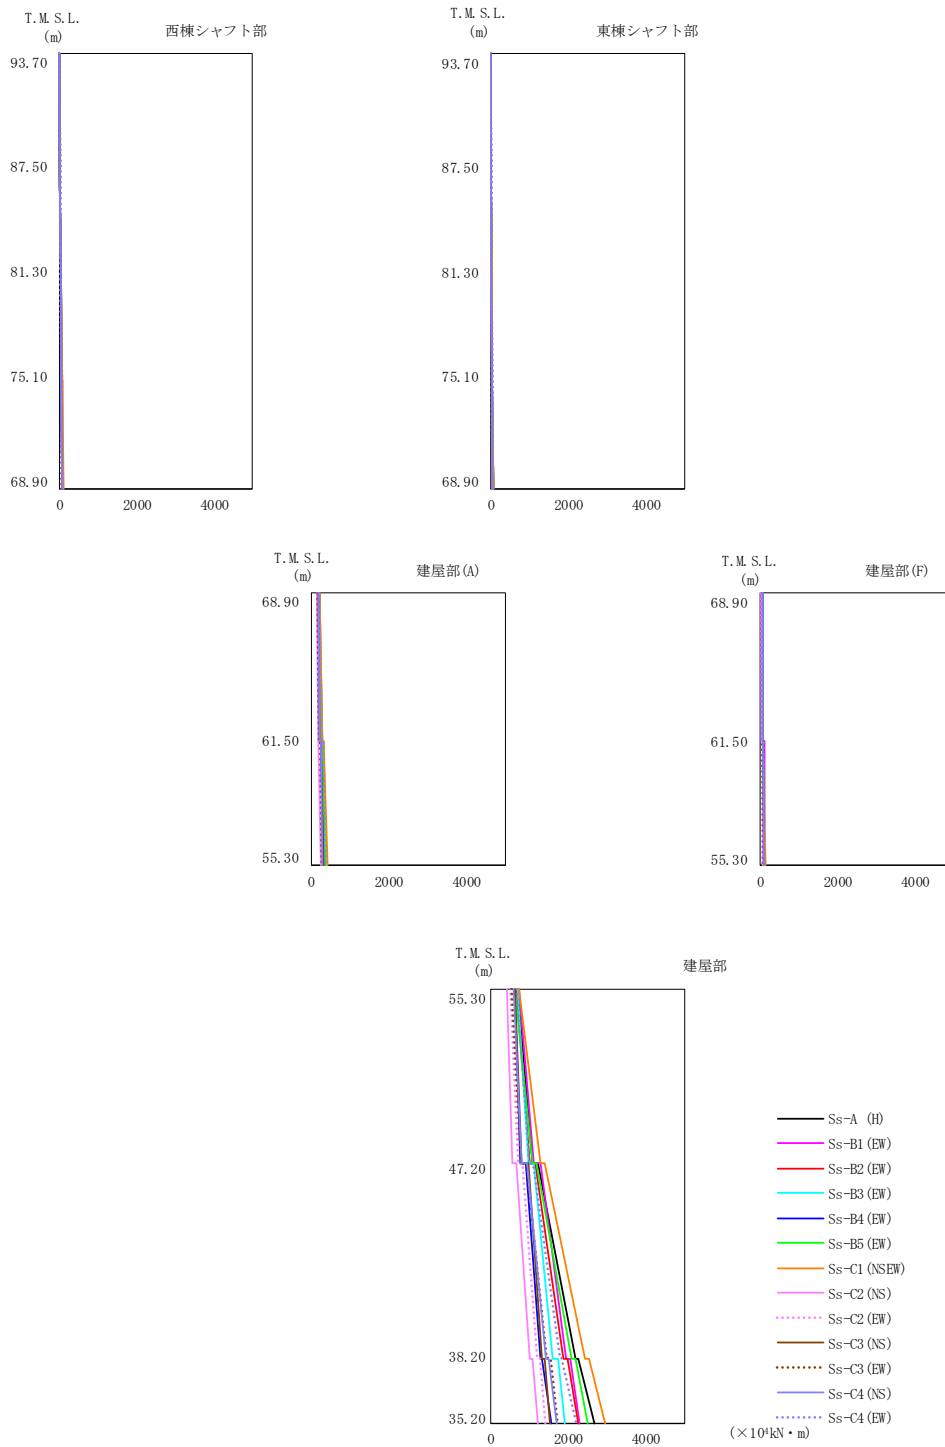 T.M.S.L.
(m)
西棟シャフト部
93.70
87.50
81.30
75.10
68.90
0 2000 4000
T.M.S.L.
(m)
東棟シャフト部
93.70
87.50
81.30
75.10
68.90
0 2000 4000
T.M.S.L.
(m)
建屋部(A)
68.90
61.50
55.30
0 2000 4000
T.M.S.L.
(m)
建屋部(F)
68.90
61.50
55.30
0 2000 4000
T.M.S.L.
(m)
建屋部
55.30
47.20
38.20
35.20
0 2000 4000
(×10⁴kN・m)
Ss-A (H)
Ss-B1(EW)
Ss-B2(EW)
Ss-B3(EW)
Ss-B4(EW)
Ss-B5(EW)
Ss-C1(NSEW)
Ss-C2(NS)
Ss-C2(EW)
Ss-C3(NS)
Ss-C3(EW)
Ss-C4(NS)
Ss-C4(EW)